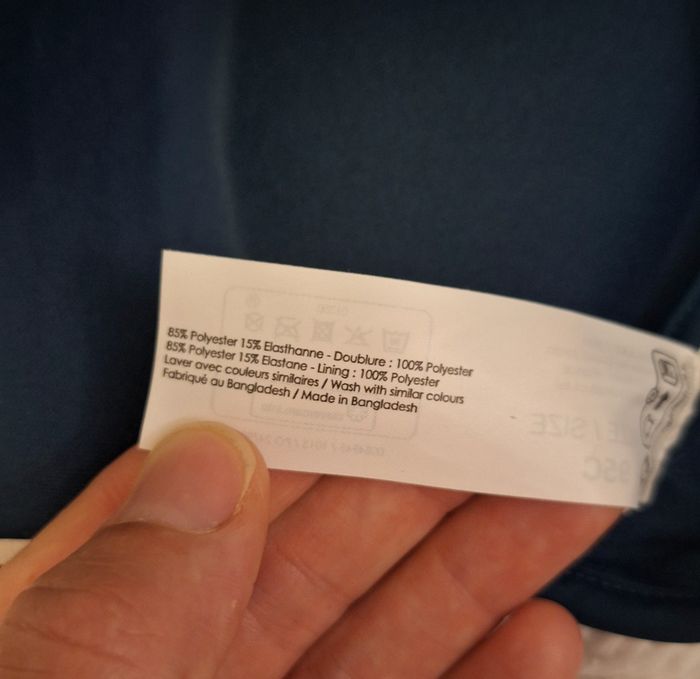 85% Polyester 15% Elasthanne - Doublure : 100% Polyester
85% Polyester 15% Elastane - Lining : 100% Polyester
Laver avec couleurs similaires / Wash with similar colours
Fabriqué au Bangladesh / Made in Bangladesh